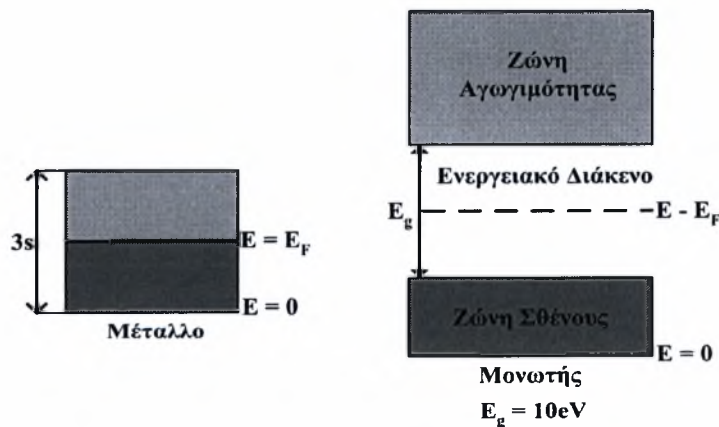 3s
E = E_F
E = 0
Μέταλλο
Ζώνη
Αγωγιμότητας
Ενεργειακό Διάκενο
E_g
E - E_F
Ζώνη Σθένους
E = 0
Μονωτής
E_g = 10eV